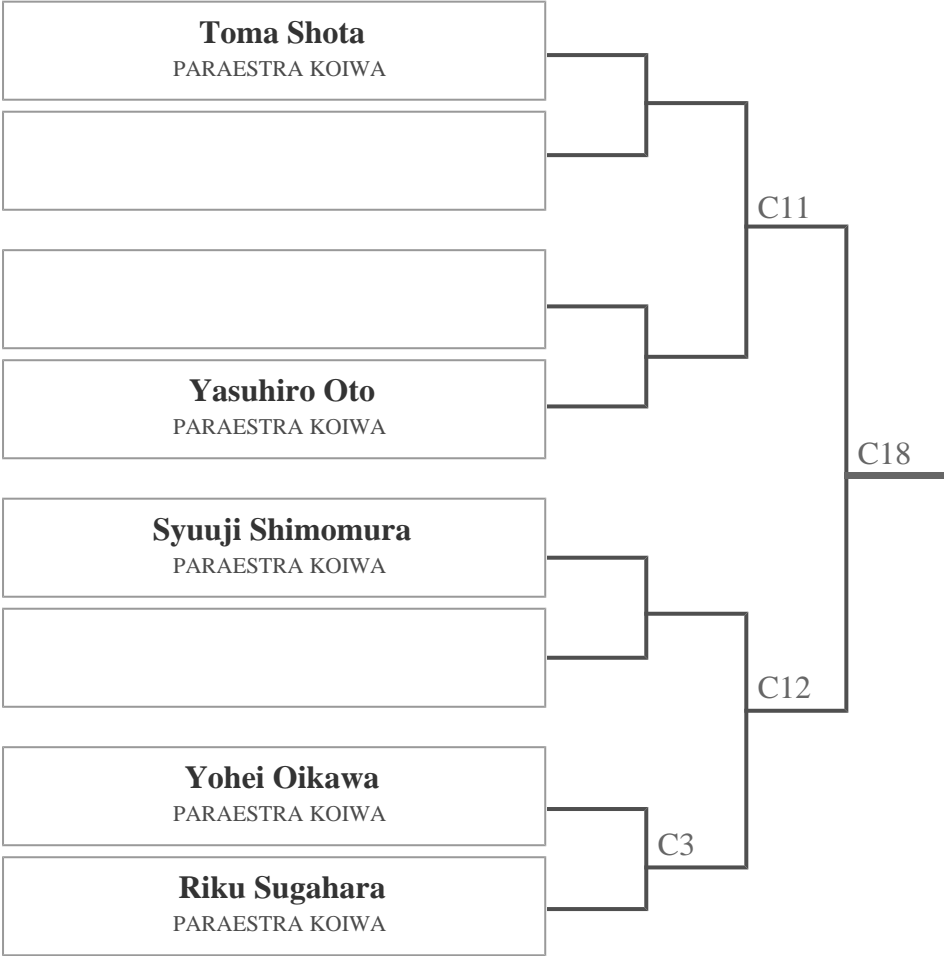 Toma Shota
PARAESTRA KOIWA
C11
Yasuhiro Oto
PARAESTRA KOIWA
C18
Syuuji Shimomura
PARAESTRA KOIWA
C12
Yohei Oikawa
PARAESTRA KOIWA
C3
Riku Sugahara
PARAESTRA KOIWA